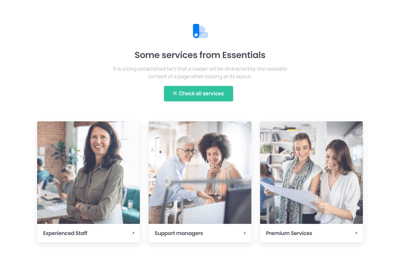 Some services from Essentials
It is a long established fact that a reader will be distracted by the readable
content of a page when looking at its layout.
Check all services
Experienced Staff
Support managers
Premium Services